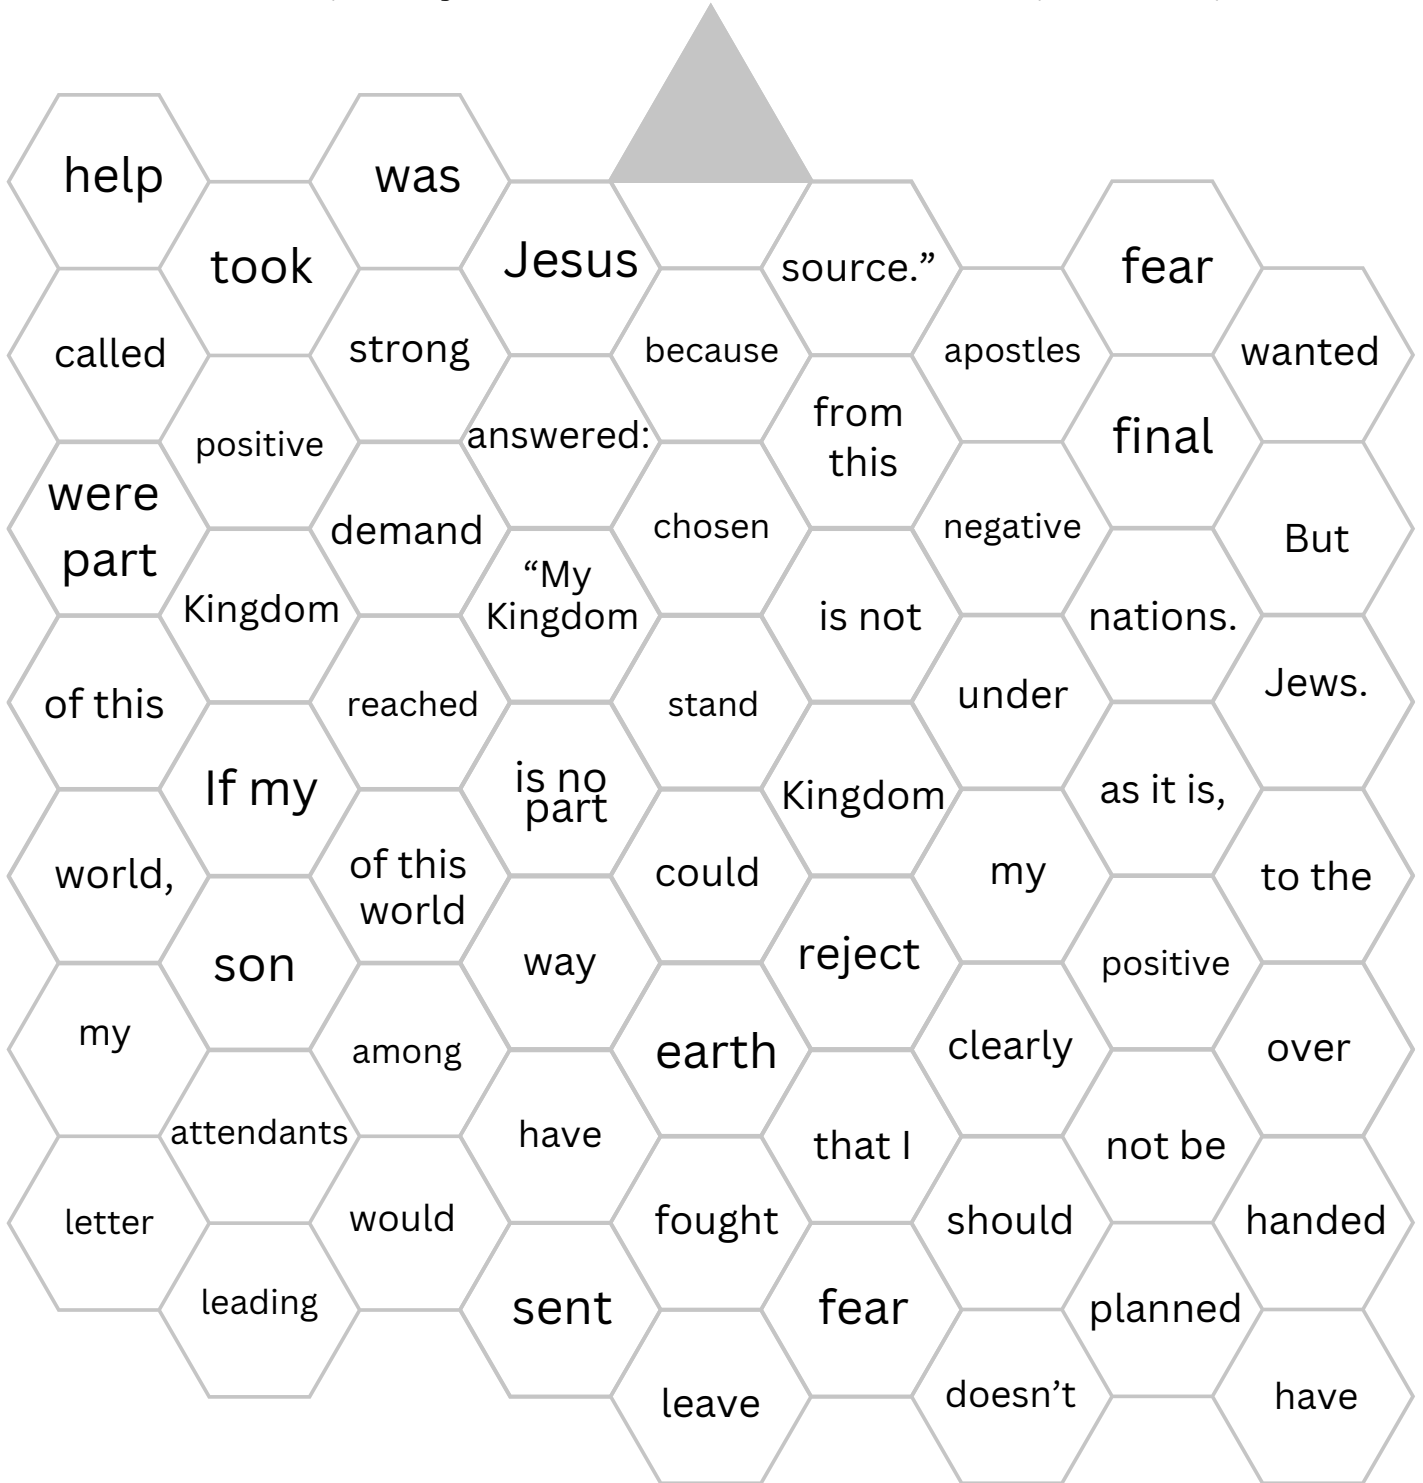 help
was
took
Jesus
source.”
fear
called
strong
because
apostles
wanted
positive
answered:
from
this
final
were
part
demand
chosen
negative
But
Kingdom
“My
Kingdom
is not
nations.
of this
reached
stand
under
Jews.
If my
is no
part
Kingdom
as it is,
world,
of this
world
could
my
to the
son
way
reject
positive
my
among
earth
clearly
over
attendants
have
that I
not be
letter
would
fought
should
handed
leading
sent
fear
planned
leave
doesn’t
have